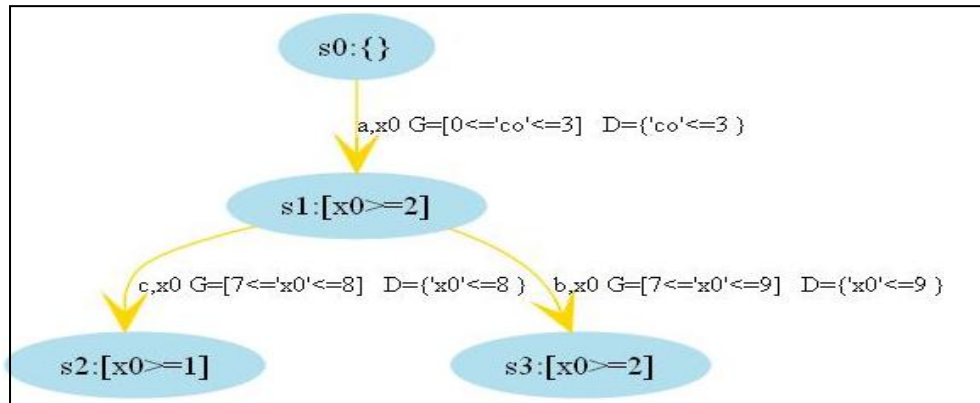 s0:{}
a,x0 G=[0<='co'<=3] D={'co'<=3 }
s1:[x0>=2]
c,x0 G=[7<='x0'<=8] D={'x0'<=8 }
b,x0 G=[7<='x0'<=9] D={'x0'<=9 }
s2:[x0>=1]
s3:[x0>=2]